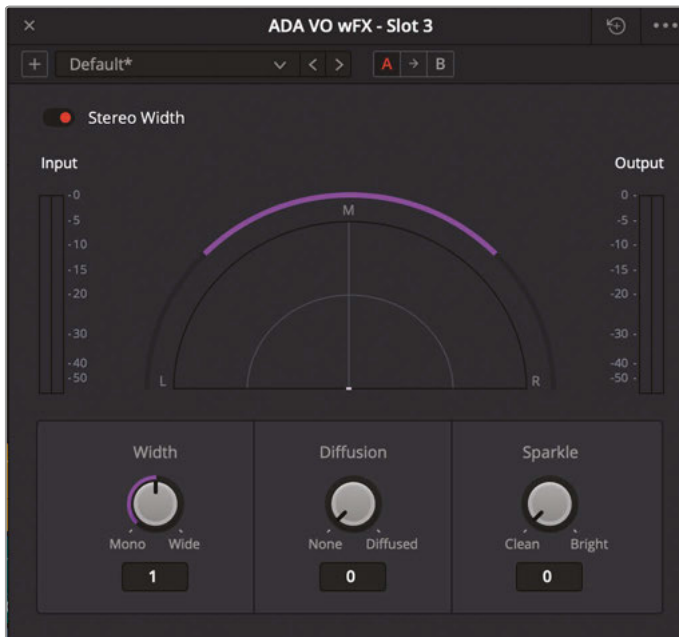 × ADA VO wFX - Slot 3 •••
+ Default* < > A → B
Stereo Width
Input Output
-0 0 -
-5 -5 -
-10 -10 -
-15 -15 -
-20 -20 -
-30 -30 -
-40 -40 -
-50 -50 -
M
L R
Width Diffusion Sparkle
Mono Wide None Diffused Clean Bright
1 0 0